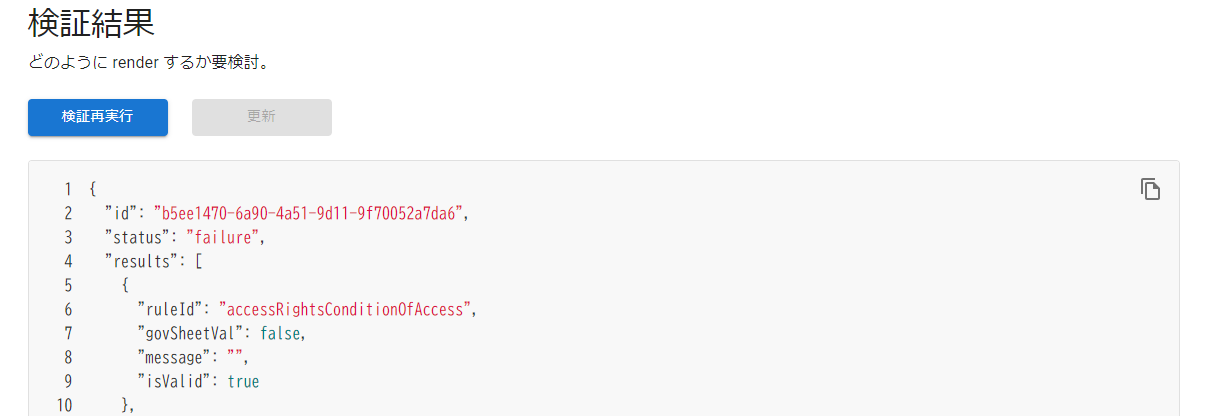 検証結果
どのように render するか要検討。
検証再実行 更新
1 {
2 "id": "b5ee1470-6a90-4a51-9d11-9f70052a7da6",
3 "status": "failure",
4 "results": [
5 {
6 "ruleId": "accessRightsConditionOfAccess",
7 "govSheetVal": false,
8 "message": "",
9 "isValid": true
10 },